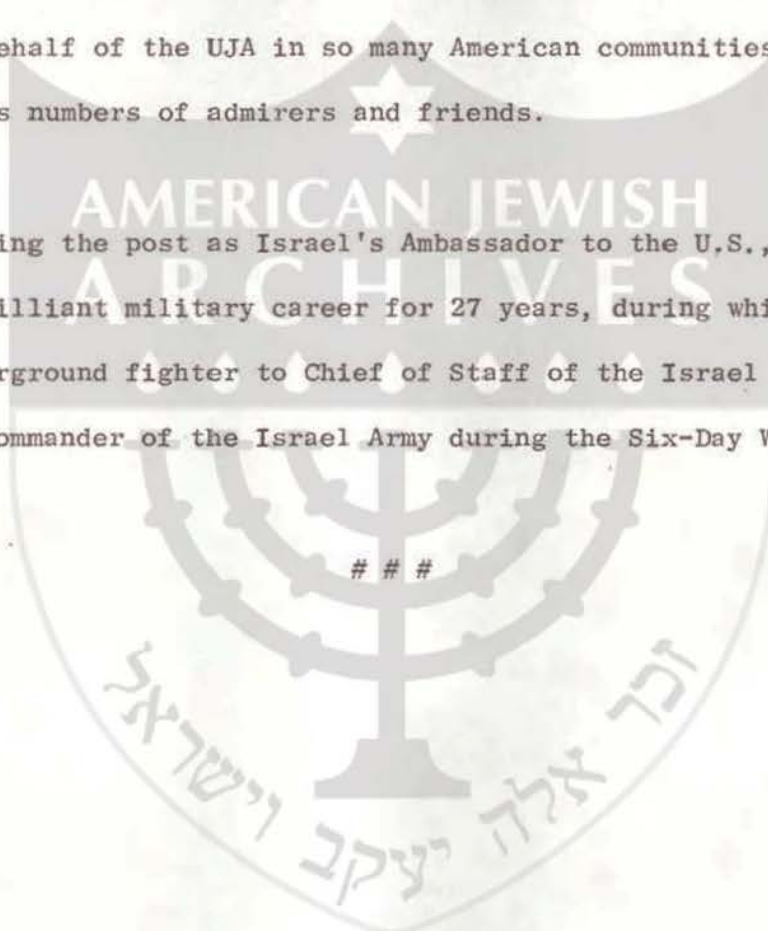 ehalf of the UJA in so many American communities
s numbers of admirers and friends.
AMERICAN JEWISH
ing the post as Israel's Ambassador to the U.S.,
ARCHIVES
illiant military career for 27 years, during whi
rground fighter to Chief of Staff of the Israel
ommander of the Israel Army during the Six-Day W
# # #
זכר אלה יעקב וישראל